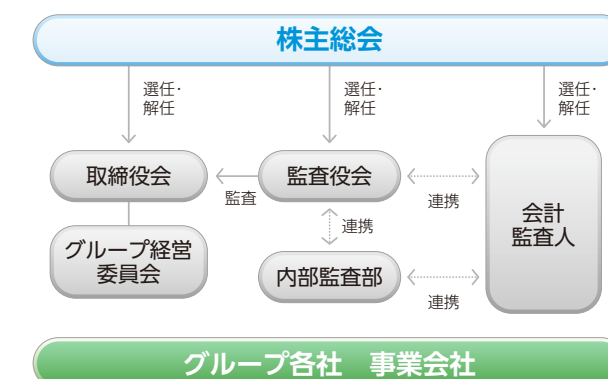 株主総会
選任・
解任
選任・
解任
選任・
解任
取締役会
監査
監査役会
連携
会計
監査人
連携
グループ経営
委員会
内部監査部
連携
グループ各社　事業会社